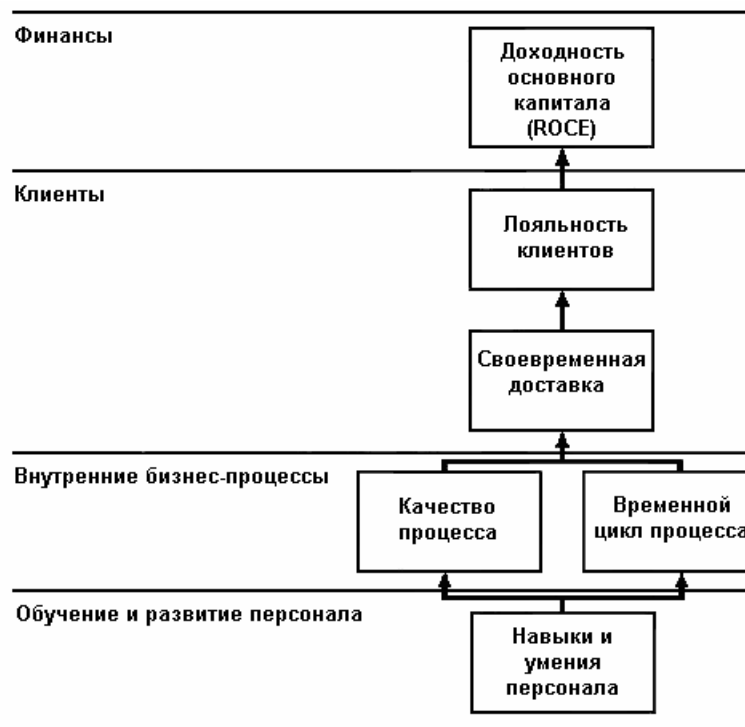 Финансы
Доходность
основного
капитала
(ROCE)
Клиенты
Лояльность
клиентов
Своевременная
доставка
Внутренние бизнес-процессы
Качество
процесса
Временной
цикл процесса
Обучение и развитие персонала
Навыки и
умения
персонала